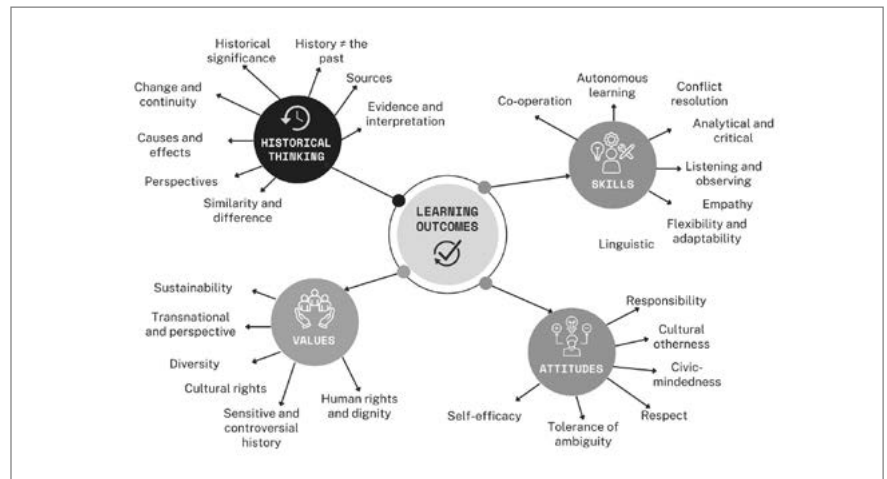 Historical
significance
History ≠ the
past
Sources
Change and
continuity
Evidence and
interpretation
HISTORICAL
THINKING
Causes and
effects
Perspectives
Similarity and
difference
Autonomous
learning
Conflict
resolution
Co-operation
Analytical and
critical
Listening and
observing
SKILLS
Empathy
Flexibility and
adaptability
Linguistic
LEARNING
OUTCOMES
Sustainability
Transnational
and perspective
VALUES
Diversity
Cultural rights
Sensitive and
controversial
history
Human rights
and dignity
Responsibility
Cultural
otherness
ATTITUDES
Civic-
mindedness
Self-efficacy
Tolerance of
ambiguity
Respect